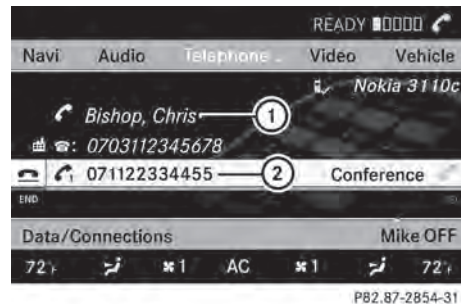 READY
Navi Audio Telephone Video Vehicle
Nokia 3110c
Bishop, Chris 1
: 0703112345678
071122334455 2 Conference
END
Data/Connections Mike OFF
72°F 1 AC 1 72°F
P82.87-2854-31